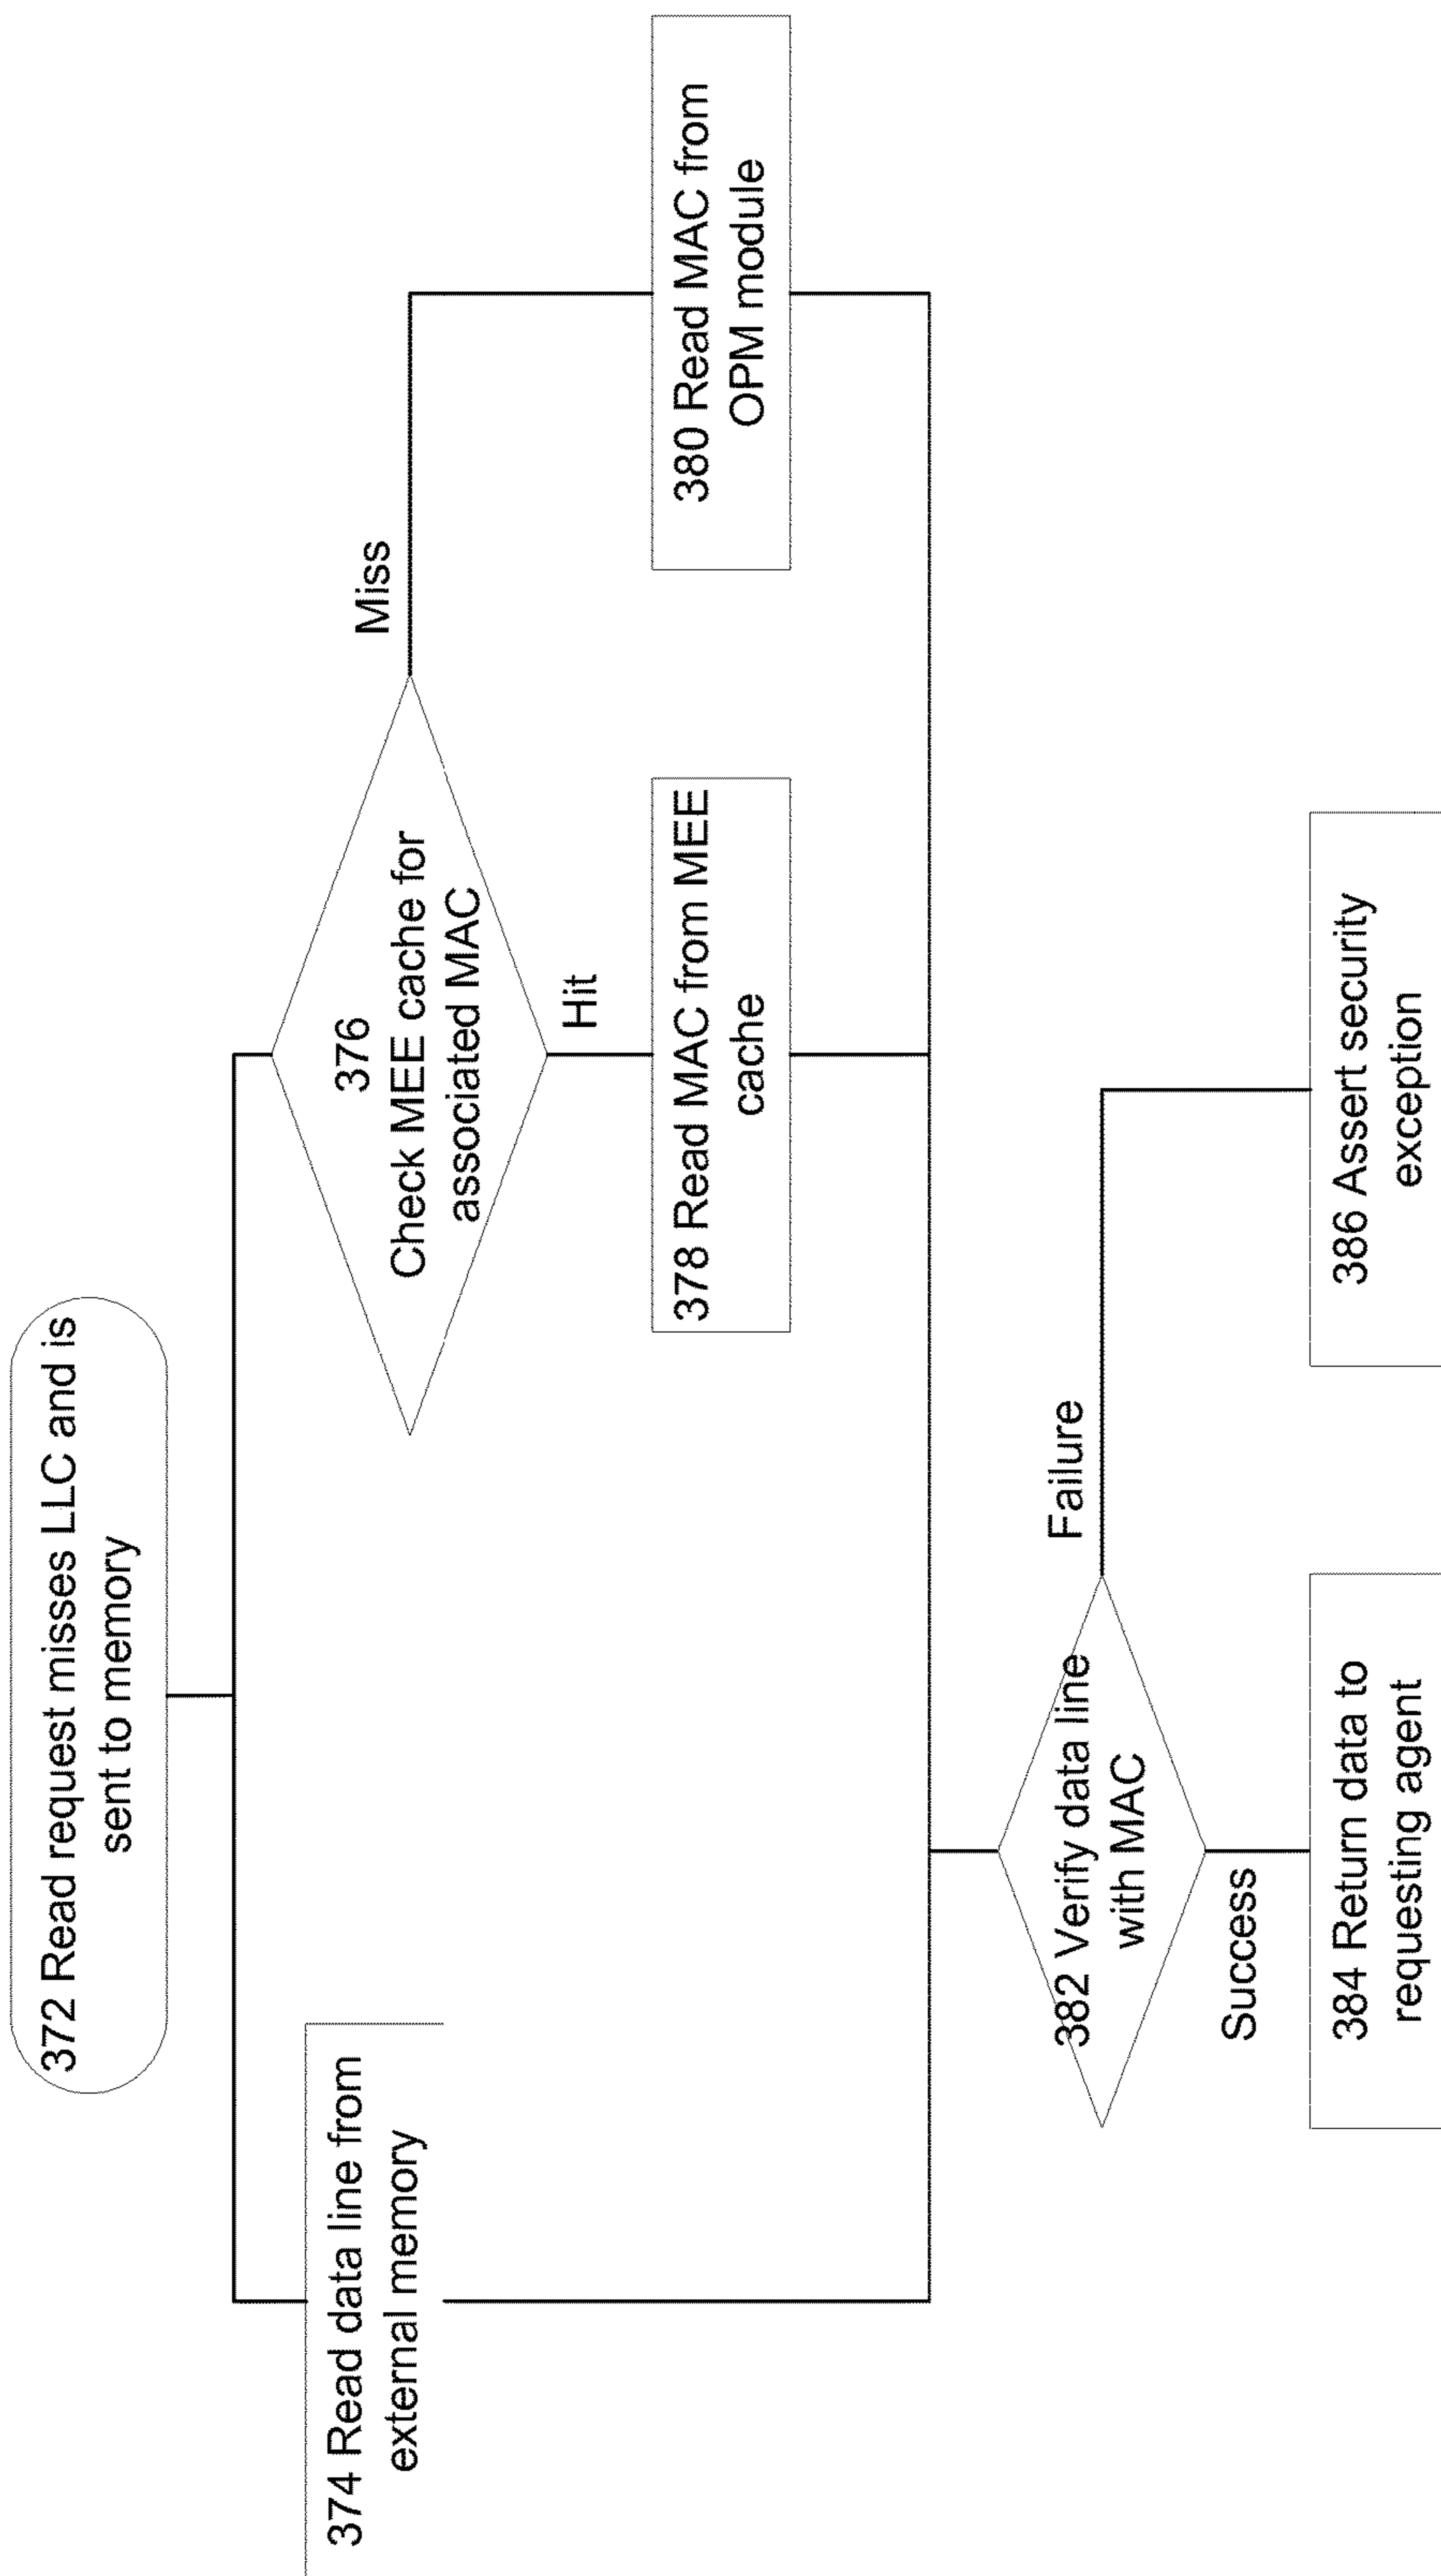 372 Read request misses LLC and is
sent to memory
374 Read data line from
external memory
376
Check MEE cache for
associated MAC
Miss
Hit
378 Read MAC from MEE
cache
380 Read MAC from
OPM module
382 Verify data line
with MAC
Failure
Success
384 Return data to
requesting agent
386 Assert security
exception